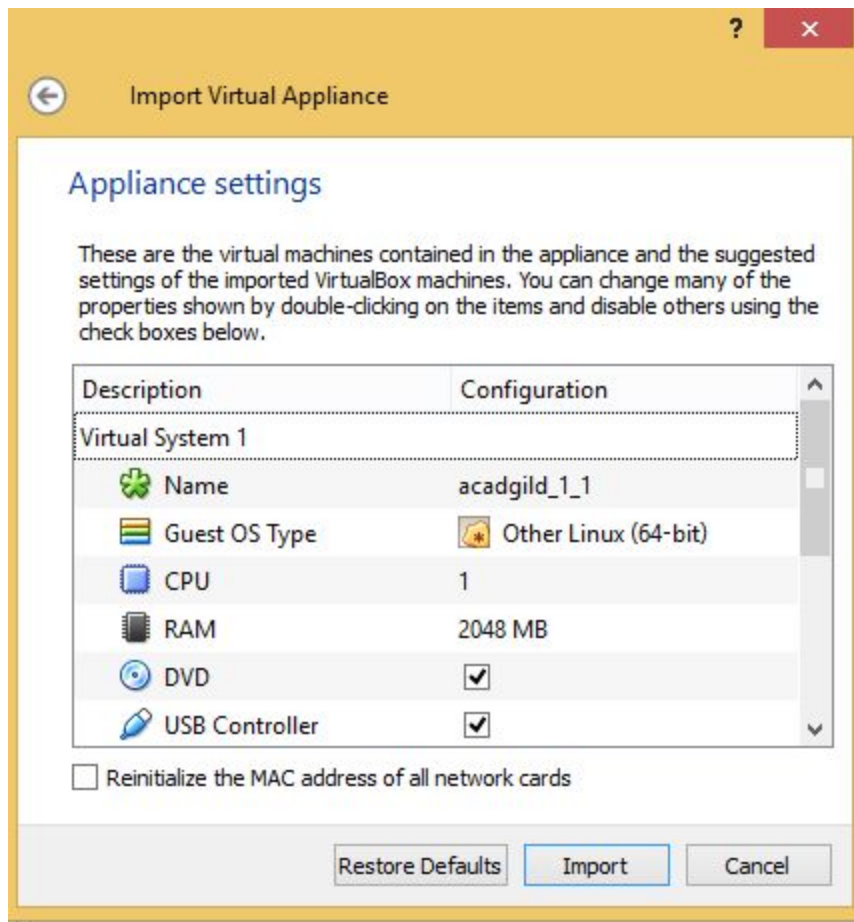 ?
Import Virtual Appliance
Appliance settings
These are the virtual machines contained in the appliance and the suggested
settings of the imported VirtualBox machines. You can change many of the
properties shown by double-clicking on the items and disable others using the
check boxes below.
Description Configuration
Virtual System 1
Name acadgild_1_1
Guest OS Type Other Linux (64-bit)
CPU 1
RAM 2048 MB
DVD
USB Controller
Reinitialize the MAC address of all network cards
Restore Defaults Import Cancel